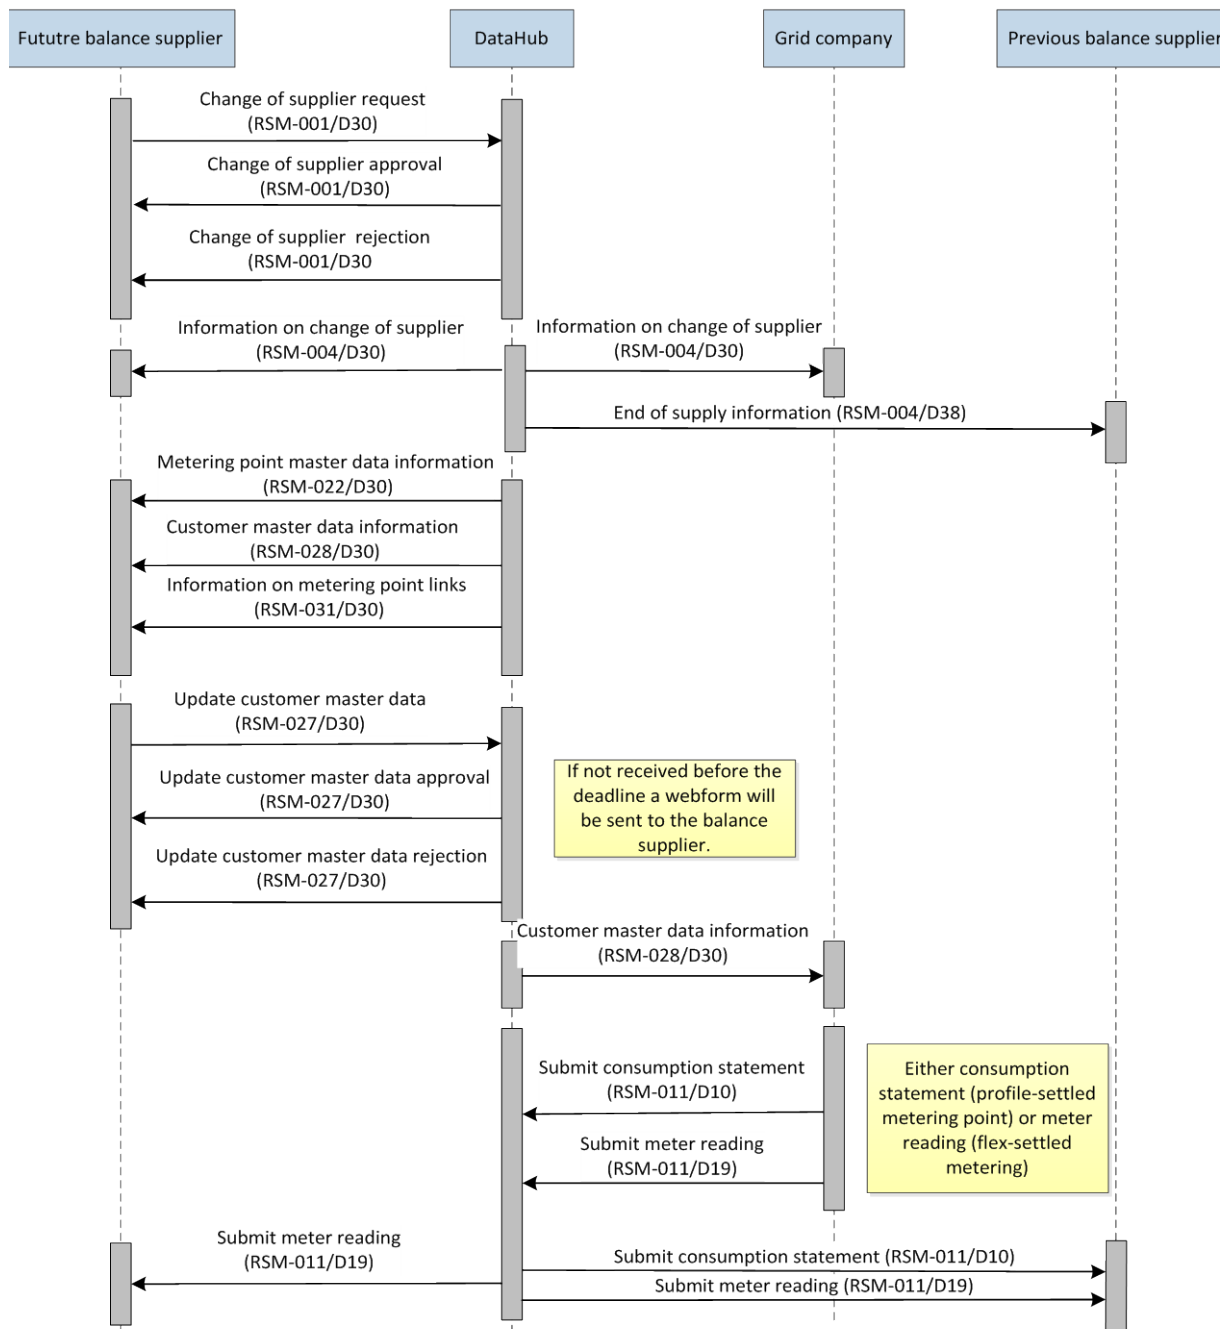 Fututre balance supplier
DataHub
Grid company
Previous balance supplier
Change of supplier request
(RSM-001/D30)
Change of supplier approval
(RSM-001/D30)
Change of supplier  rejection
(RSM-001/D30
Information on change of supplier
(RSM-004/D30)
Information on change of supplier
(RSM-004/D30)
End of supply information (RSM-004/D38)
Metering point master data information
(RSM-022/D30)
Customer master data information
(RSM-028/D30)
Information on metering point links
(RSM-031/D30)
Update customer master data
(RSM-027/D30)
Update customer master data approval
(RSM-027/D30)
If not received before the
deadline a webform will
be sent to the balance
supplier.
Update customer master data rejection
(RSM-027/D30)
Customer master data information
(RSM-028/D30)
Submit consumption statement
(RSM-011/D10)
Submit meter reading
(RSM-011/D19)
Either consumption
statement (profile-settled
metering point) or meter
reading (flex-settled
metering)
Submit meter reading
(RSM-011/D19)
Submit consumption statement (RSM-011/D10)
Submit meter reading (RSM-011/D19)